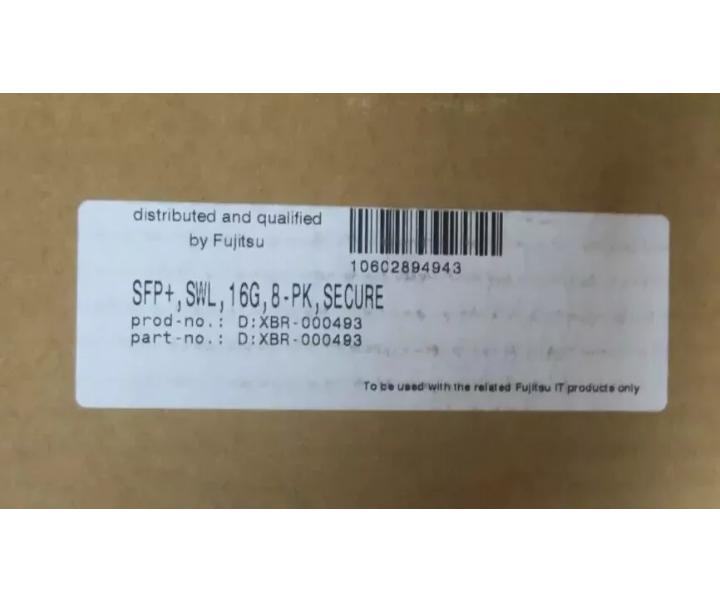 distributed and qualified
by Fujitsu
10602894943
SFP+,SWL,16G,8-PK,SECURE
prod-no.: D:XBR-000493
part-no.: D:XBR-000493
To be used with the related Fujitsu IT products only